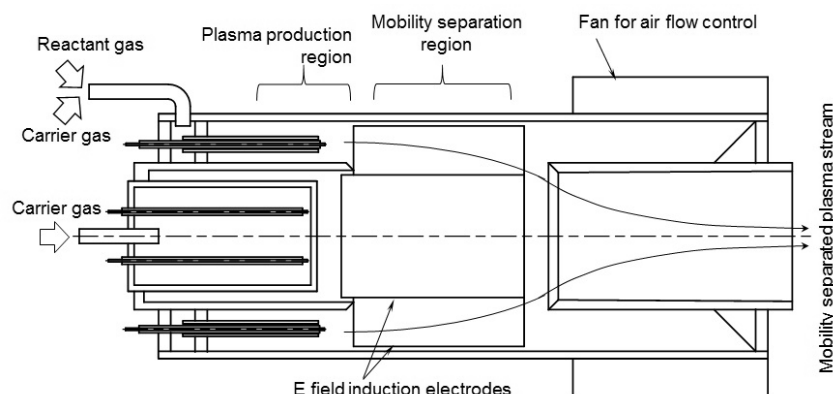 Reactant gas
Plasma production
region
Mobility separation
region
Fan for air flow control
Carrier gas
Carrier gas
Mobility separated plasma stream
E field induction electrodes